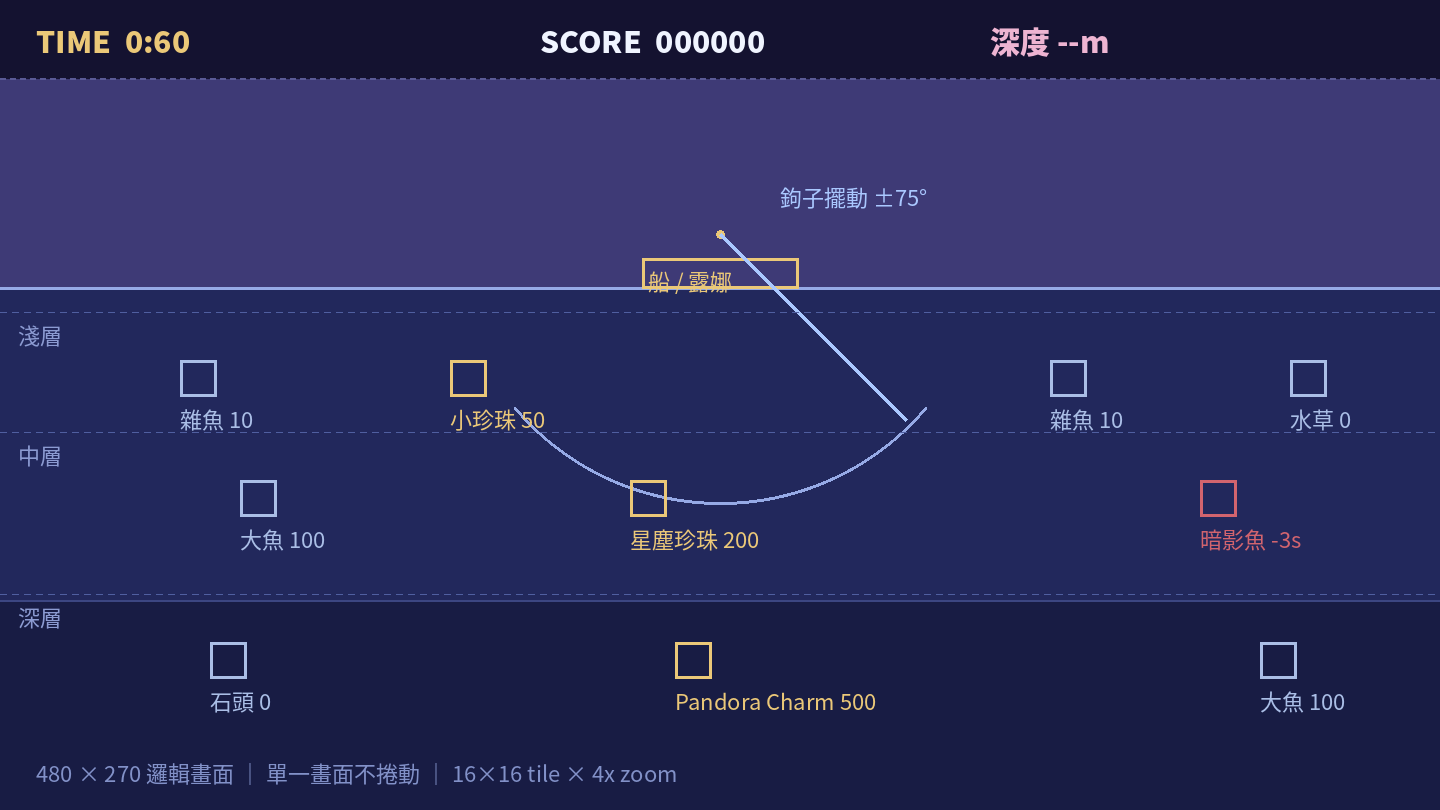 TIME 0:60
SCORE 000000
深度 --m
鉤子擺動 ±75°
船 / 露娜
淺層
雜魚 10
小珍珠 50
雜魚 10
水草 0
中層
大魚 100
星塵珍珠 200
暗影魚 -3s
深層
石頭 0
Pandora Charm 500
大魚 100
480 × 270 邏輯畫面 ｜ 單一畫面不捲動 ｜ 16×16 tile × 4x zoom